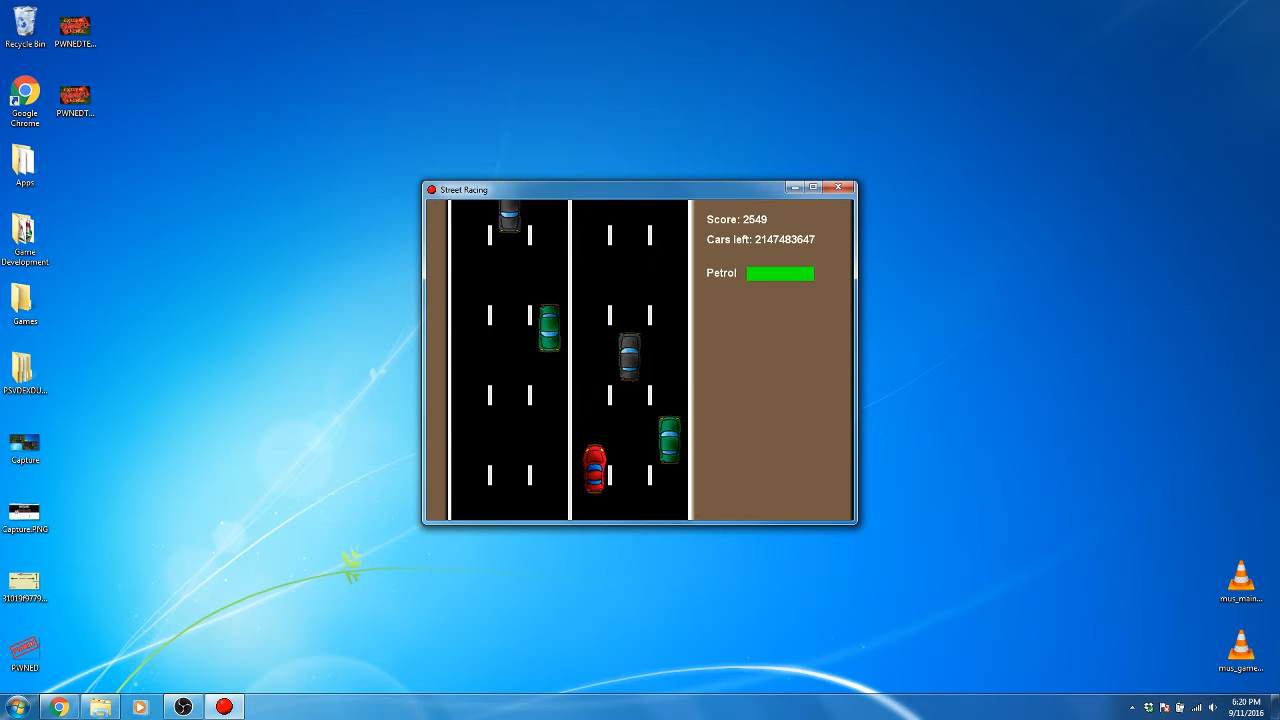 Recycle Bin
PWNEDTE...
Google
Chrome
PWNEDT...
Apps
Game
Development
Games
PSVDEXDU...
Capture
Capture.PNG
31019f9779...
PWNED
Street Racing
Score: 2549
Cars left: 2147483647
Petrol
mus_main...
mus_game...
6:20 PM
9/11/2016